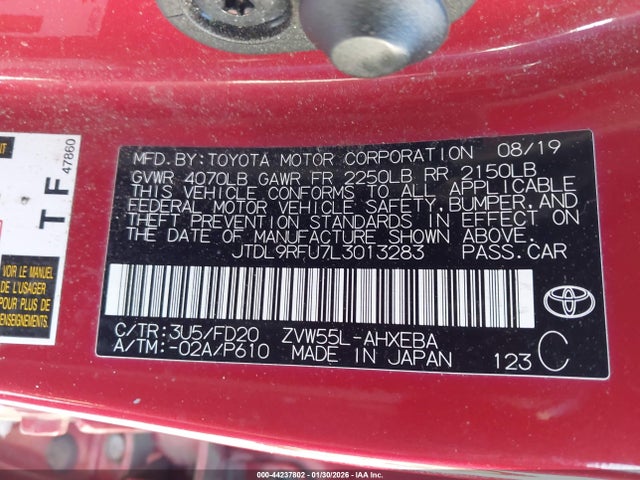 MFD.BY:TOYOTA MOTOR CORPORATION 08/19
GVWR 4070LB GAWR FR 2250LB RR 2150LB
THIS VEHICLE CONFORMS TO ALL APPLICABLE
FEDERAL MOTOR VEHICLE SAFETY, BUMPER, AND
THEFT PREVENTION STANDARDS IN EFFECT ON
THE DATE OF MANUFACTURE SHOWN ABOVE.
JTDL9RFU7L3013283 PASS.CAR
C/TR:3U5/FD20 ZVW55L-AHXEBA
A/TM:-02A/P610 MADE IN JAPAN 123 C
TOYOTA
T F 47860
VOIR LE MANUEL
DE L'USAGER
POUR PLUS
© 00-44237802 - 01/30/2026 - IAA Inc.